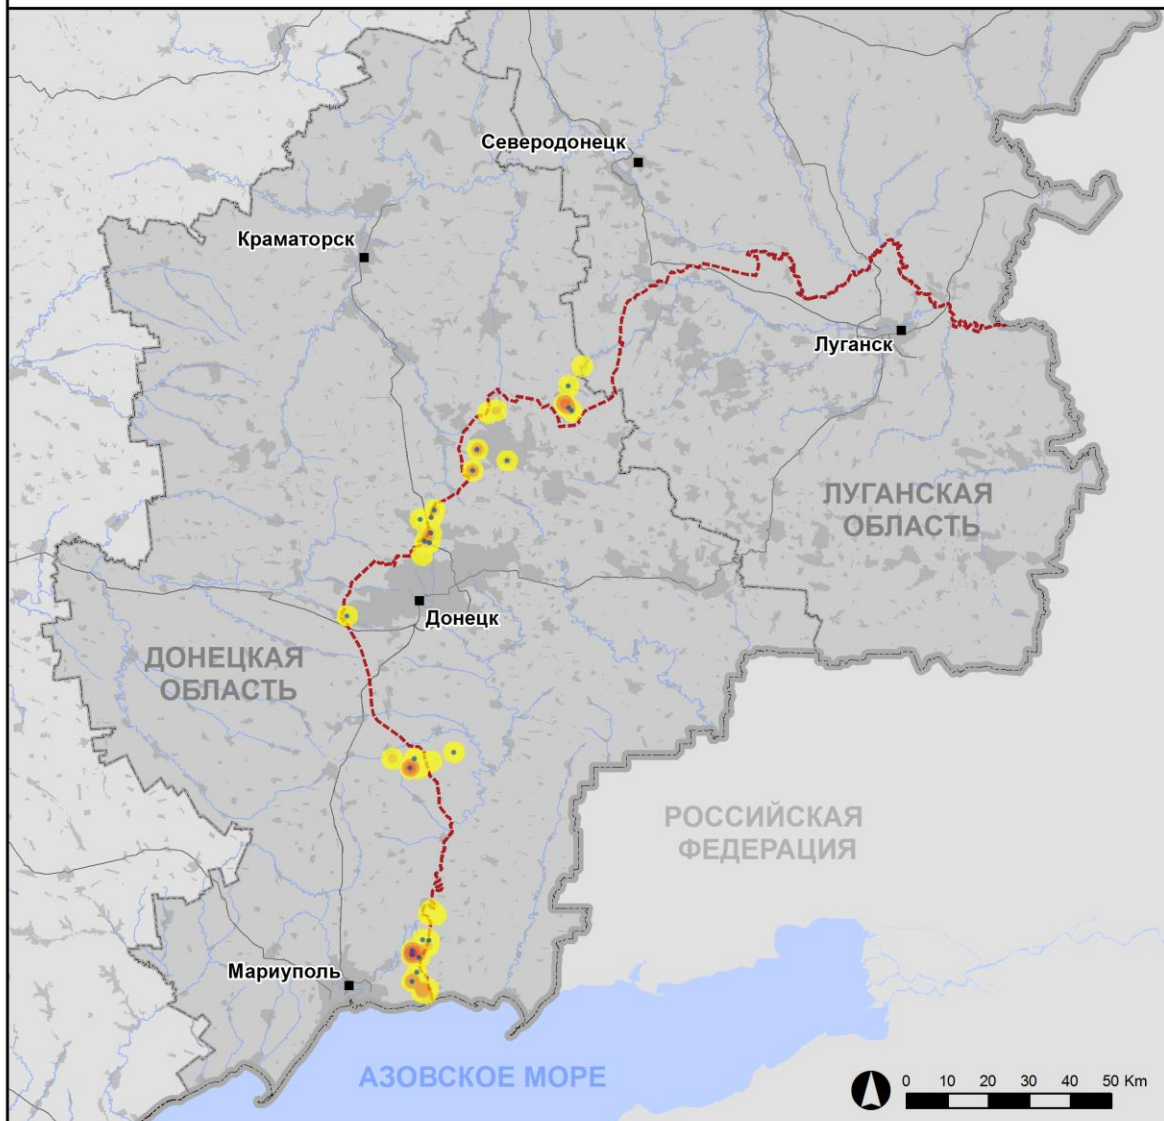 Северодонецк
Краматорск
Луганск
ЛУГАНСКАЯ
ОБЛАСТЬ
Донецк
ДОНЕЦКАЯ
ОБЛАСТЬ
РОССИЙСКАЯ
ФЕДЕРАЦИЯ
Мариуполь
АЗОВСКОЕ МОРЕ
0 10 20 30 40 50 Km